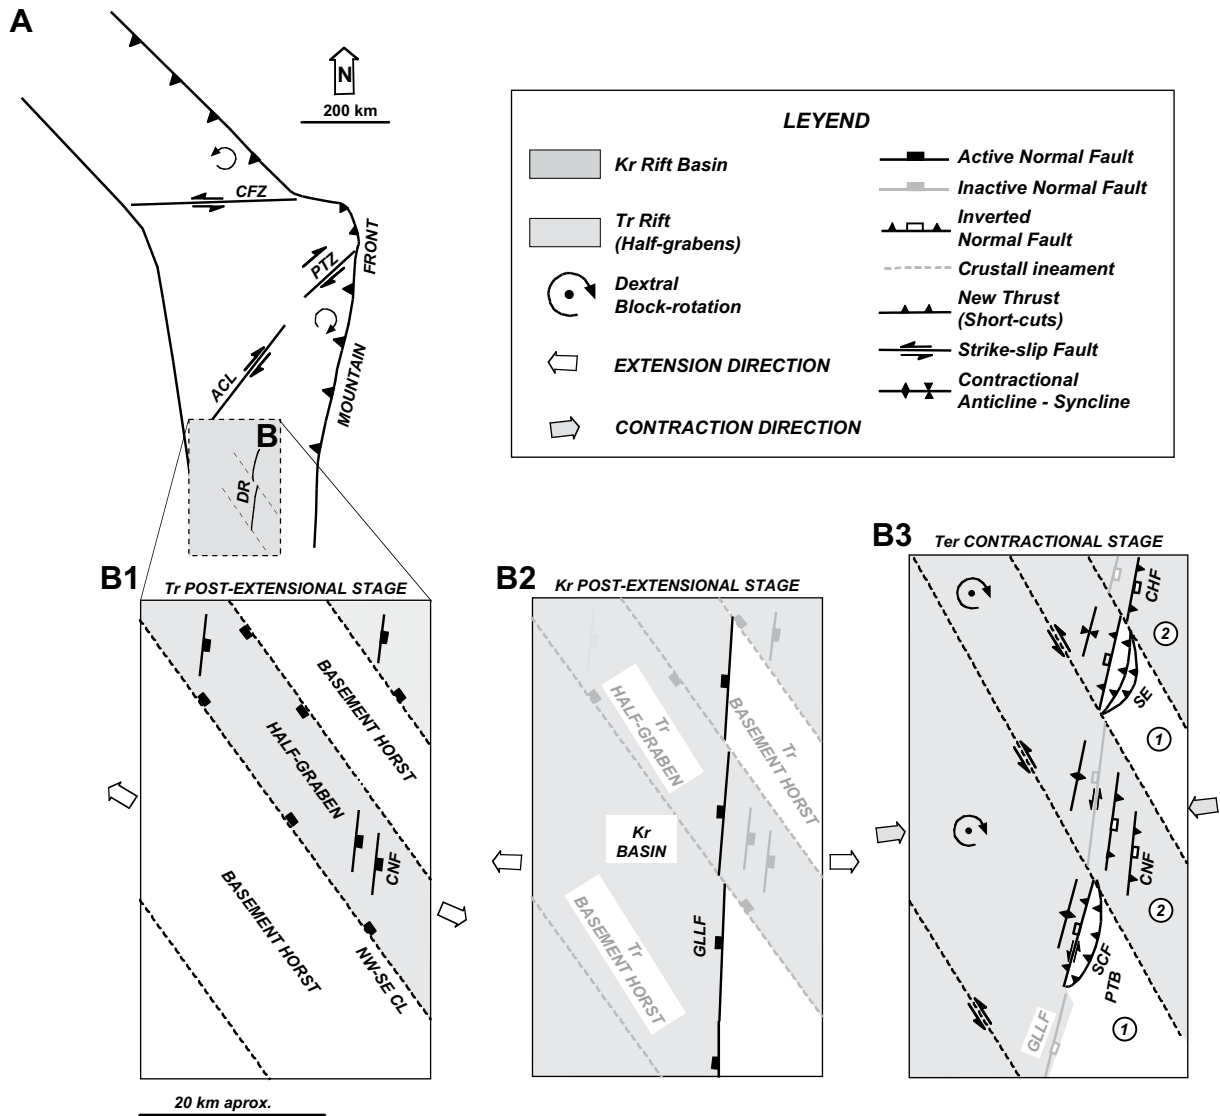 A
N
200 km
CFZ
PTZ
FRONT
MOUNTAIN
ACL
B
DR
LEYEND
Kr Rift Basin
Tr Rift
(Half-grabens)
Dextral
Block-rotation
EXTENSION DIRECTION
CONTRACTION DIRECTION
Active Normal Fault
Inactive Normal Fault
Inverted
Normal Fault
Crustall ineament
New Thrust
(Short-cuts)
Strike-slip Fault
Contractional
Anticline - Syncline
B1
Tr POST-EXTENSIONAL STAGE
BASEMENT HORST
HALF-GRABEN
CNF
BASEMENT HORST
NW-SE CL
20 km aprox.
B2
Kr POST-EXTENSIONAL STAGE
Tr
HALF-GRABEN
Tr
BASEMENT HORST
Kr
BASIN
Tr
BASEMENT HORST
GLLF
B3
Ter CONTRACTIONAL STAGE
CHF
2
SE
1
CNF
2
SCF
PTB
1
GLLF